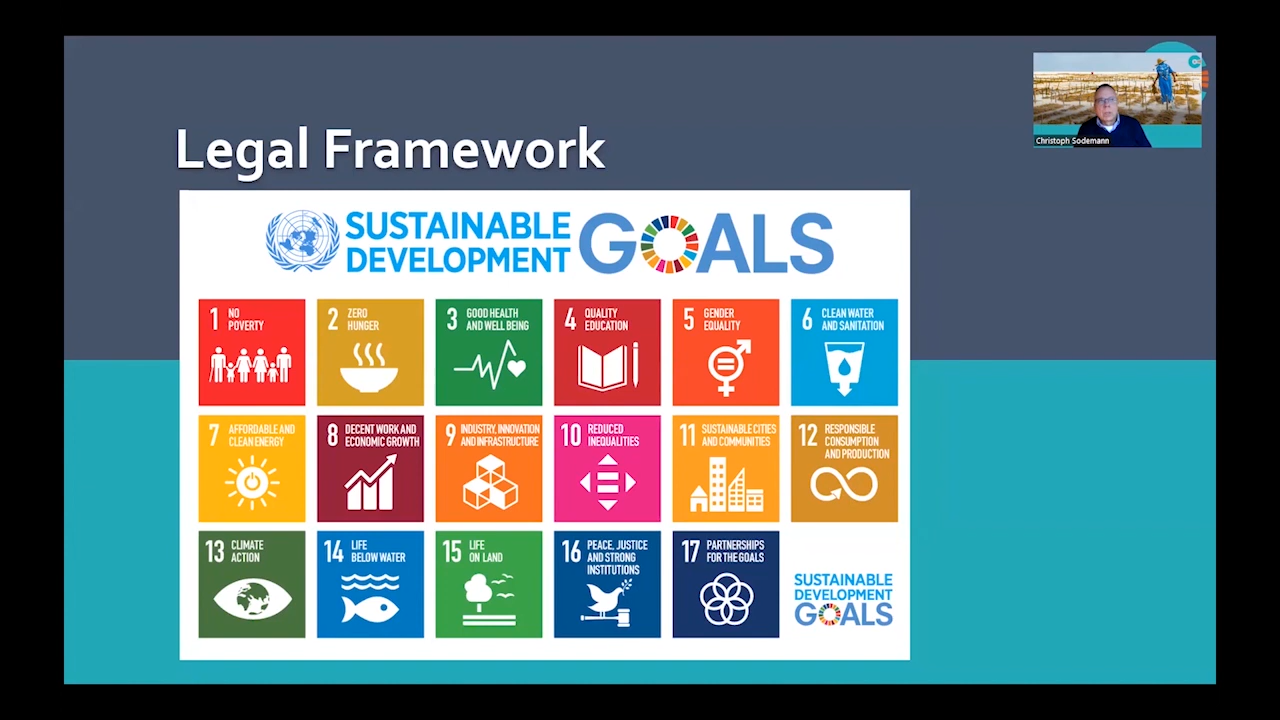 Christoph Sodemann
Legal Framework
SUSTAINABLE
DEVELOPMENT
GOALS
1 NO
POVERTY
2 ZERO
HUNGER
3 GOOD HEALTH
AND WELL BEING
4 QUALITY
EDUCATION
5 GENDER
EQUALITY
6 CLEAN WATER
AND SANITATION
7 AFFORDABLE AND
CLEAN ENERGY
8 DECENT WORK AND
ECONOMIC GROWTH
9 INDUSTRY, INNOVATION
AND INFRASTRUCTURE
10 REDUCED
INEQUALITIES
11 SUSTAINABLE CITIES
AND COMMUNITIES
12 RESPONSIBLE
CONSUMPTION
AND PRODUCTION
13 CLIMATE
ACTION
14 LIFE
BELOW WATER
15 LIFE
ON LAND
16 PEACE, JUSTICE
AND STRONG
INSTITUTIONS
17 PARTNERSHIPS
FOR THE GOALS
SUSTAINABLE
DEVELOPMENT
GOALS